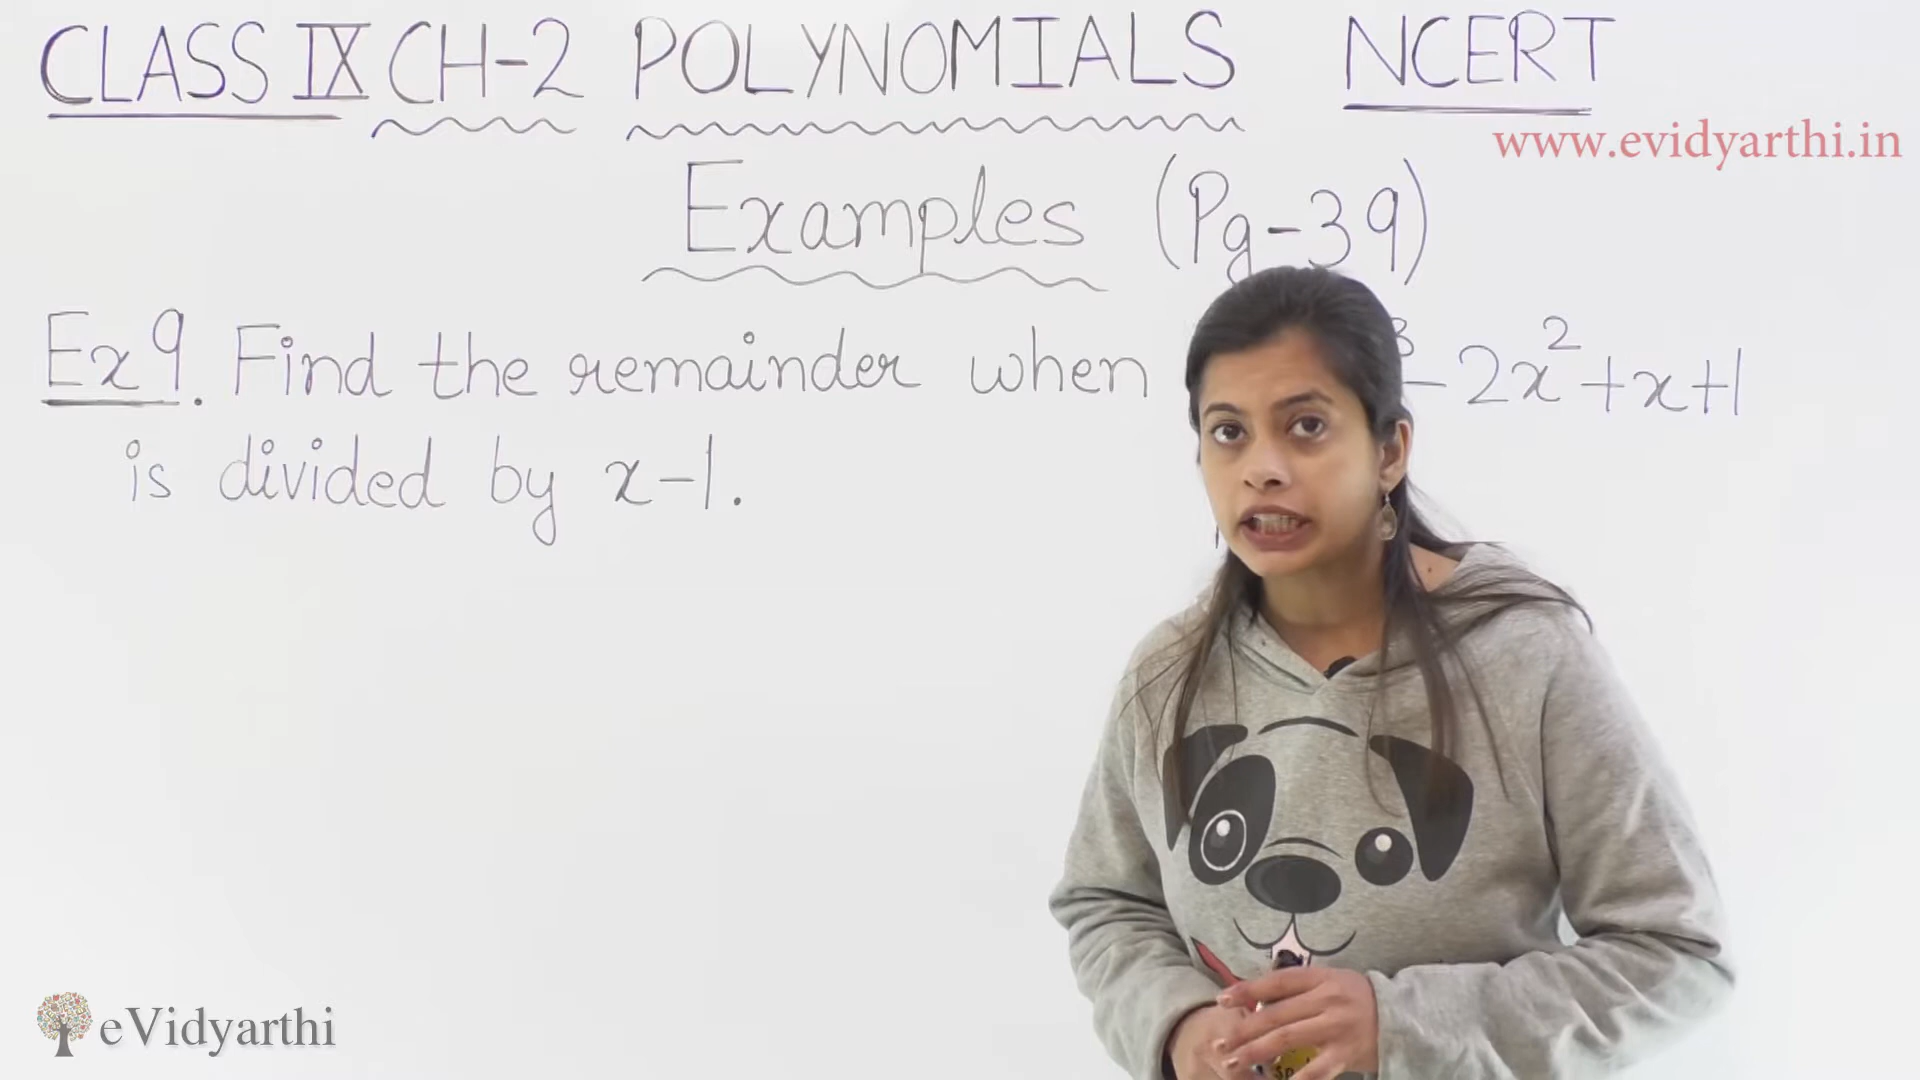 CLASS IX CH-2 POLYNOMIALS NCERT
www.evidyarthi.in
Examples (Pg-39)
Ex 9. Find the remainder when ³-2x²+x+1
is divided by x-1.
eVidyarthi